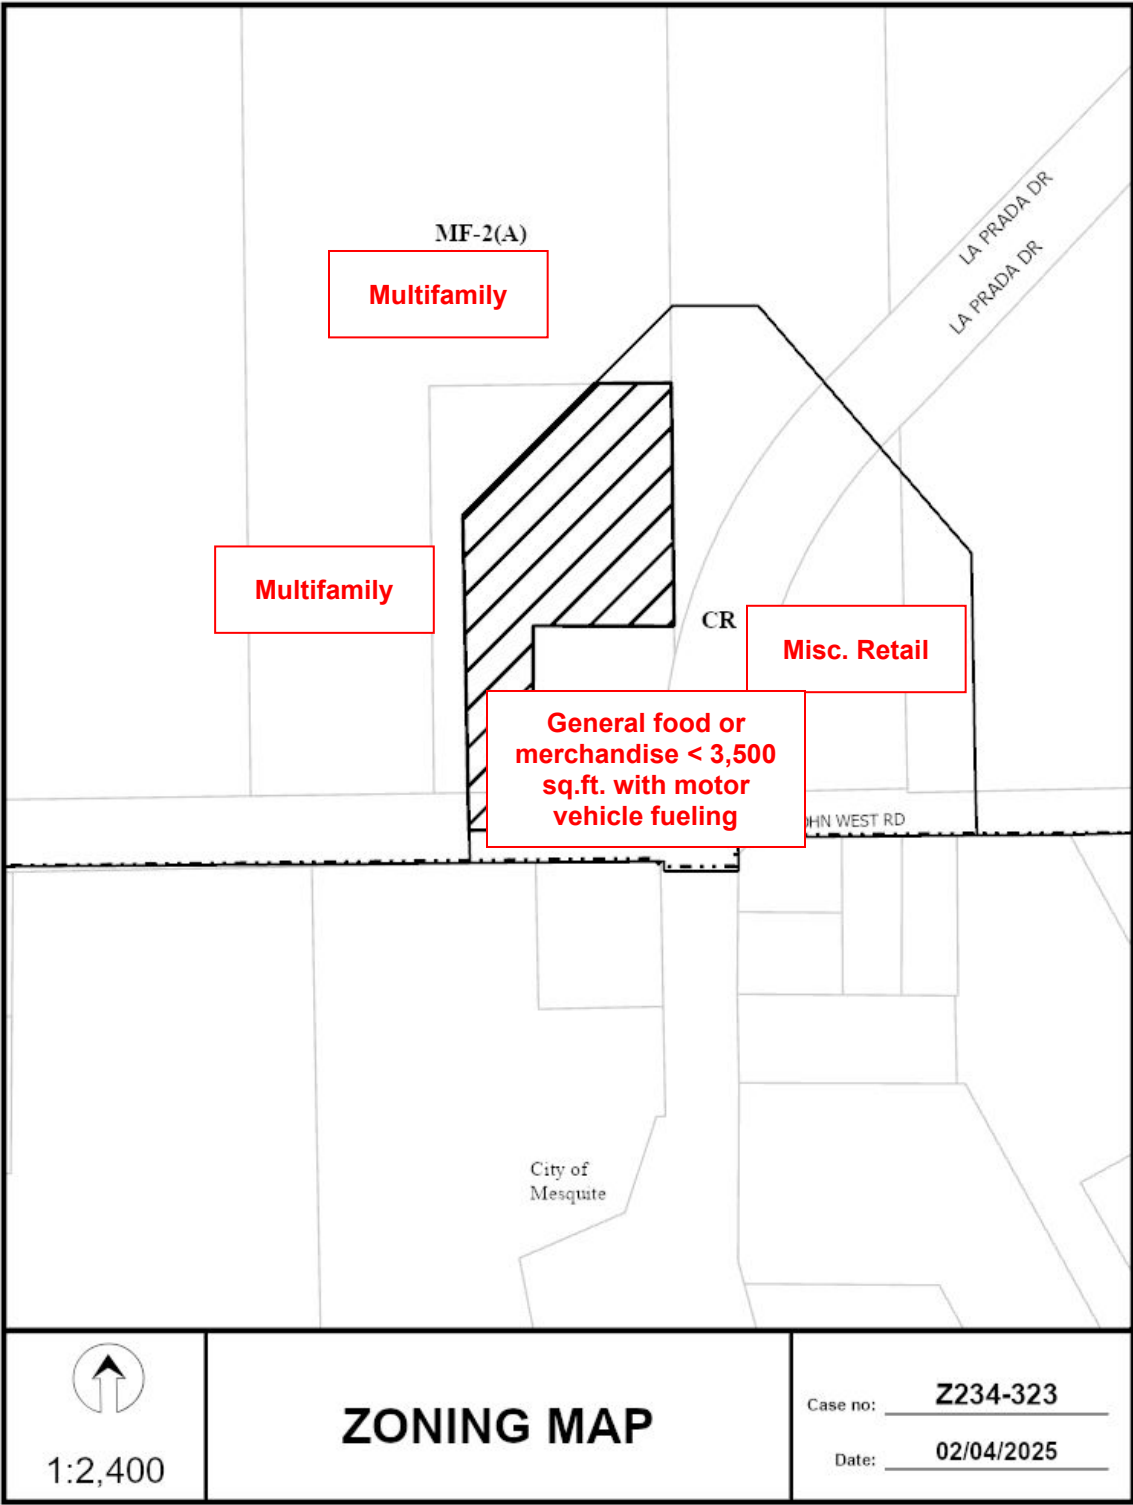 MF-2(A)
Multifamily
LA PRADA DR
LA PRADA DR
Multifamily
CR
Misc. Retail
General food or
merchandise < 3,500
sq.ft. with motor
vehicle fueling
OHN WEST RD
City of
Mesquite
1:2,400
ZONING MAP
Case no: Z234-323
Date: 02/04/2025